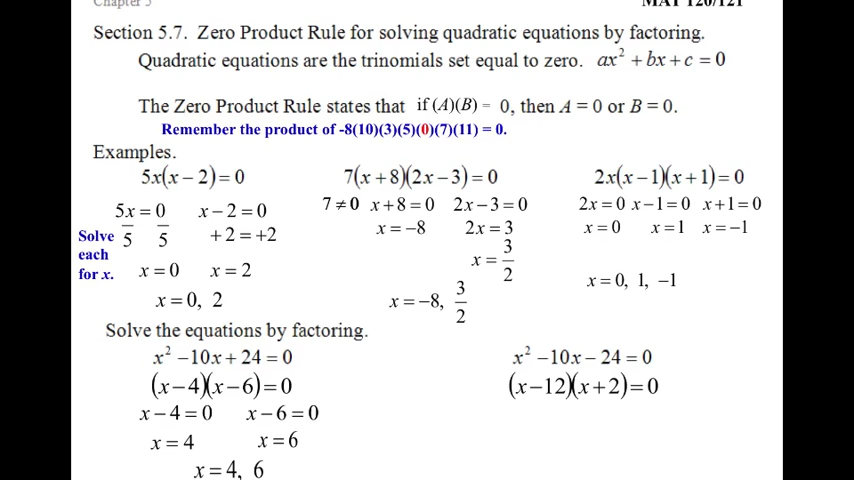 Chapter 5 MAT 120/121
Section 5.7. Zero Product Rule for solving quadratic equations by factoring.
Quadratic equations are the trinomials set equal to zero. ax² + bx + c = 0
The Zero Product Rule states that if (A)(B) = 0, then A = 0 or B = 0.
Remember the product of -8(10)(3)(5)(0)(7)(11) = 0.
Examples.
5x(x − 2) = 0 7(x + 8)(2x − 3) = 0 2x(x − 1)(x + 1) = 0
5x = 0 x − 2 = 0 7 ≠ 0 x + 8 = 0 2x − 3 = 0 2x = 0 x − 1 = 0 x + 1 = 0
Solve each for x.
5 5 + 2 = +2 x = −8 2x = 3 x = 0 x = 1 x = −1
x = 0 x = 2 x = 3/2
x = 0, 2 x = −8, 3/2 x = 0, 1, −1
Solve the equations by factoring.
x² − 10x + 24 = 0 x² − 10x − 24 = 0
(x − 4)(x − 6) = 0 (x − 12)(x + 2) = 0
x − 4 = 0 x − 6 = 0
x = 4 x = 6
x = 4, 6